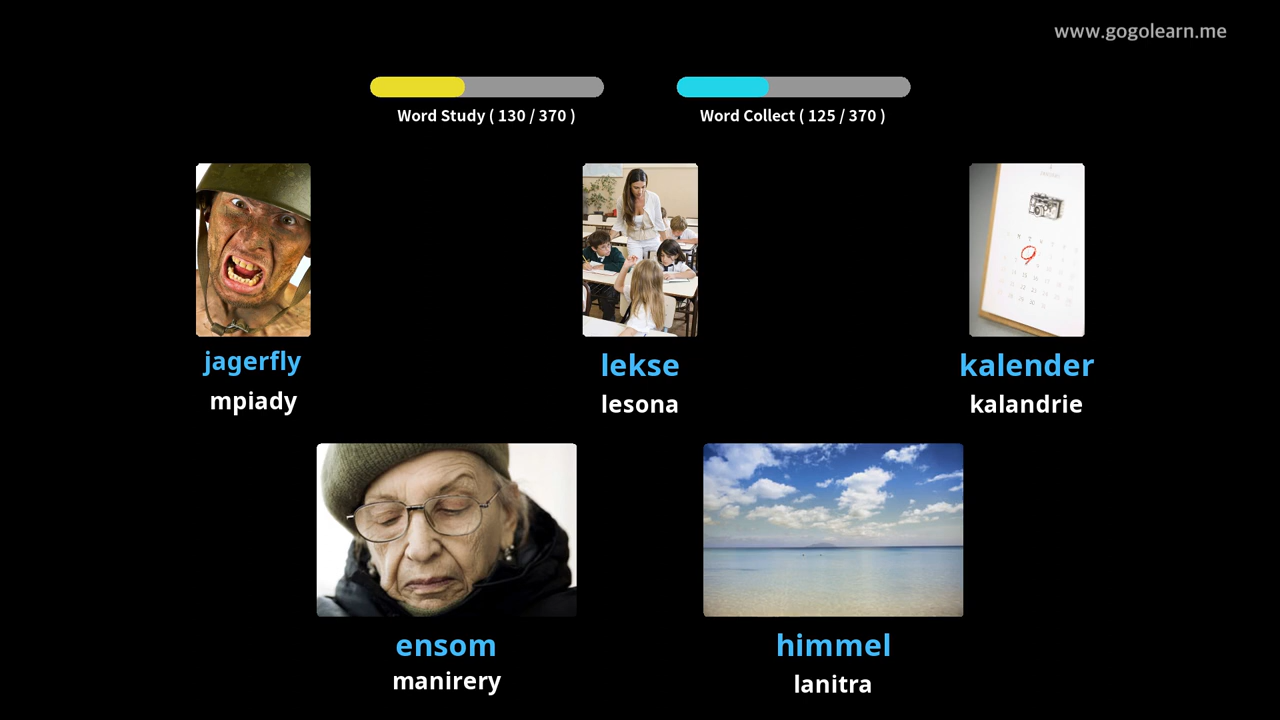 www.gogolearn.me
Word Study ( 130 / 370 )
Word Collect ( 125 / 370 )
jagerfly
mpiady
lekse
lesona
kalender
kalandrie
ensom
manirery
himmel
lanitra